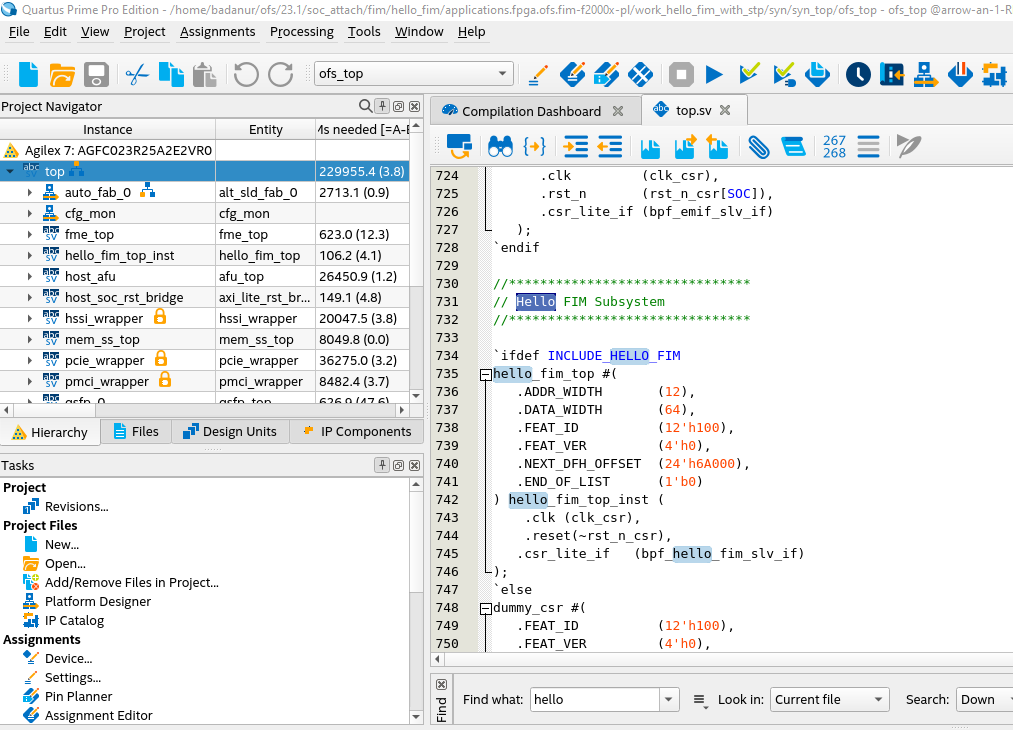 Quartus Prime Pro Edition - /home/badanur/ofs/23.1/soc_attach/fim/hello_fim/applications.fpga.ofs.fim-f2000x-pl/work_hello_fim_with_stp/syn/syn_top/ofs_top - ofs_top @arrow-an-1-R
File Edit View Project Assignments Processing Tools Window Help
ofs_top
Project Navigator
Instance Entity Ms needed [=A-B
Agilex 7: AGFC023R25A2E2VR0
top 229955.4 (3.8)
auto_fab_0 alt_sld_fab_0 2713.1 (0.9)
cfg_mon cfg_mon
fme_top fme_top 623.0 (12.3)
hello_fim_top_inst hello_fim_top 106.2 (4.1)
host_afu afu_top 26450.9 (1.2)
host_soc_rst_bridge axi_lite_rst_br... 149.1 (4.8)
hssi_wrapper hssi_wrapper 20047.5 (3.8)
mem_ss_top mem_ss_top 8049.8 (0.0)
pcie_wrapper pcie_wrapper 36275.0 (3.2)
pmci_wrapper pmci_wrapper 8482.4 (3.7)
qsfp_0 qsfp_top 626.9 (47.6)
Hierarchy Files Design Units IP Components
Tasks
Project
Revisions...
Project Files
New...
Open...
Add/Remove Files in Project...
Platform Designer
IP Catalog
Assignments
Device...
Settings...
Pin Planner
Assignment Editor
Compilation Dashboard top.sv
267
268
724 .clk (clk_csr),
725 .rst_n (rst_n_csr[SOC]),
726 .csr_lite_if (bpf_emif_slv_if)
727 );
728 `endif
729
730 //*******************************
731 // Hello FIM Subsystem
732 //*******************************
733
734 `ifdef INCLUDE_HELLO_FIM
735 hello_fim_top #(
736 .ADDR_WIDTH (12),
737 .DATA_WIDTH (64),
738 .FEAT_ID (12'h100),
739 .FEAT_VER (4'h0),
740 .NEXT_DFH_OFFSET (24'h6A000),
741 .END_OF_LIST (1'b0)
742 ) hello_fim_top_inst (
743 .clk (clk_csr),
744 .reset(~rst_n_csr),
745 .csr_lite_if (bpf_hello_fim_slv_if)
746 );
747 `else
748 dummy_csr #(
749 .FEAT_ID (12'h100),
750 .FEAT_VER (4'h0),
Find
Find what: hello Look in: Current file Search: Down